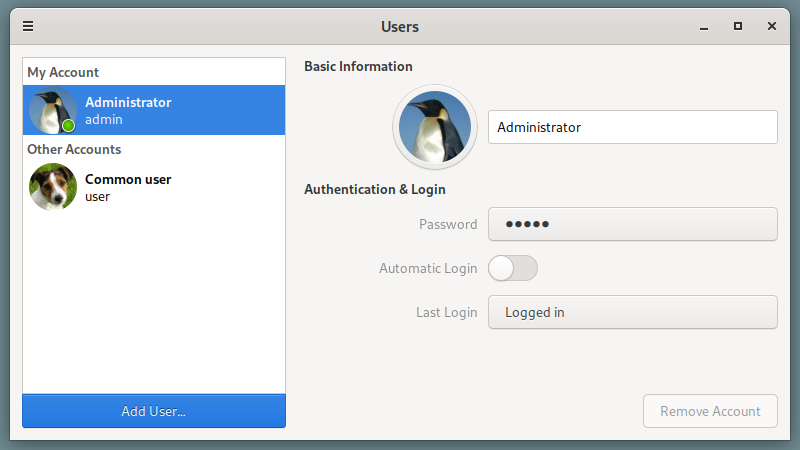 Users
My Account
Administrator
admin
Other Accounts
Common user
user
Add User...
Basic Information
Administrator
Authentication & Login
Password ●●●●●
Automatic Login
Last Login Logged in
Remove Account